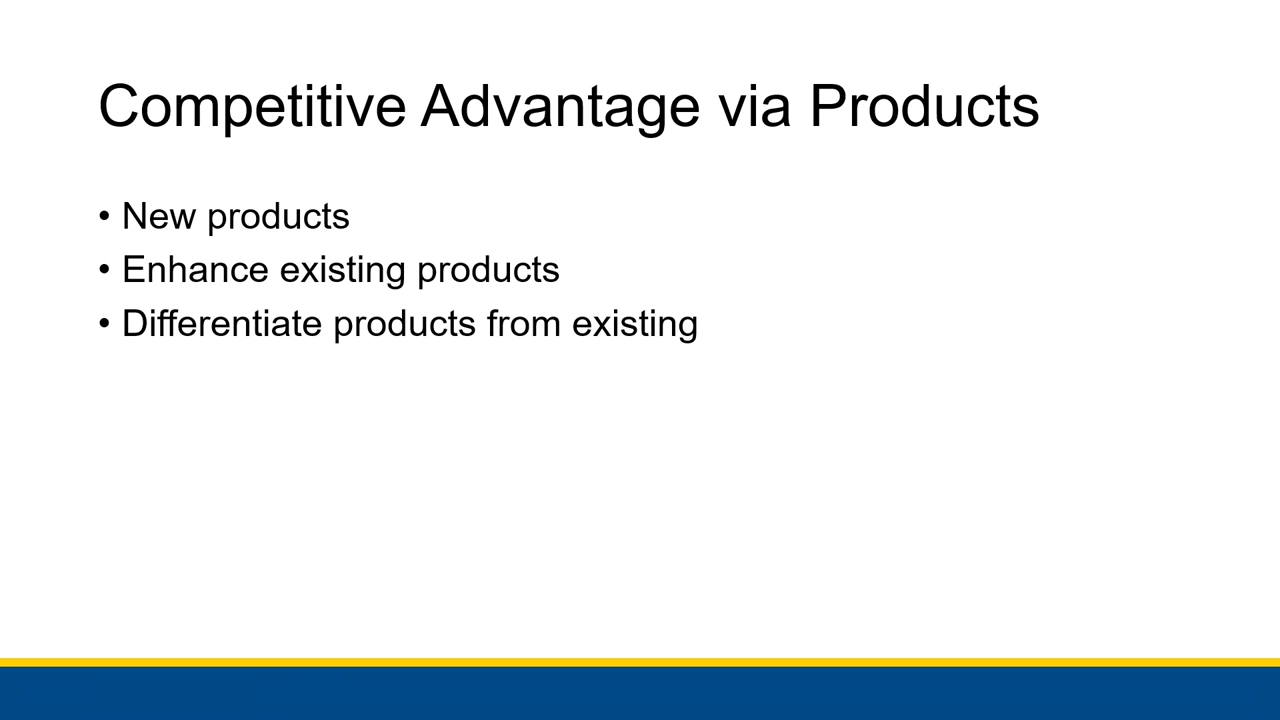 Competitive Advantage via Products
• New products
• Enhance existing products
• Differentiate products from existing